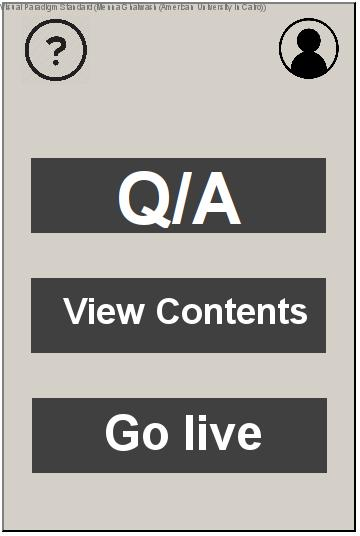 Visual Paradigm Standard (Menna Ghalwash (American University in Cairo))
?
Q/A
View Contents
Go live